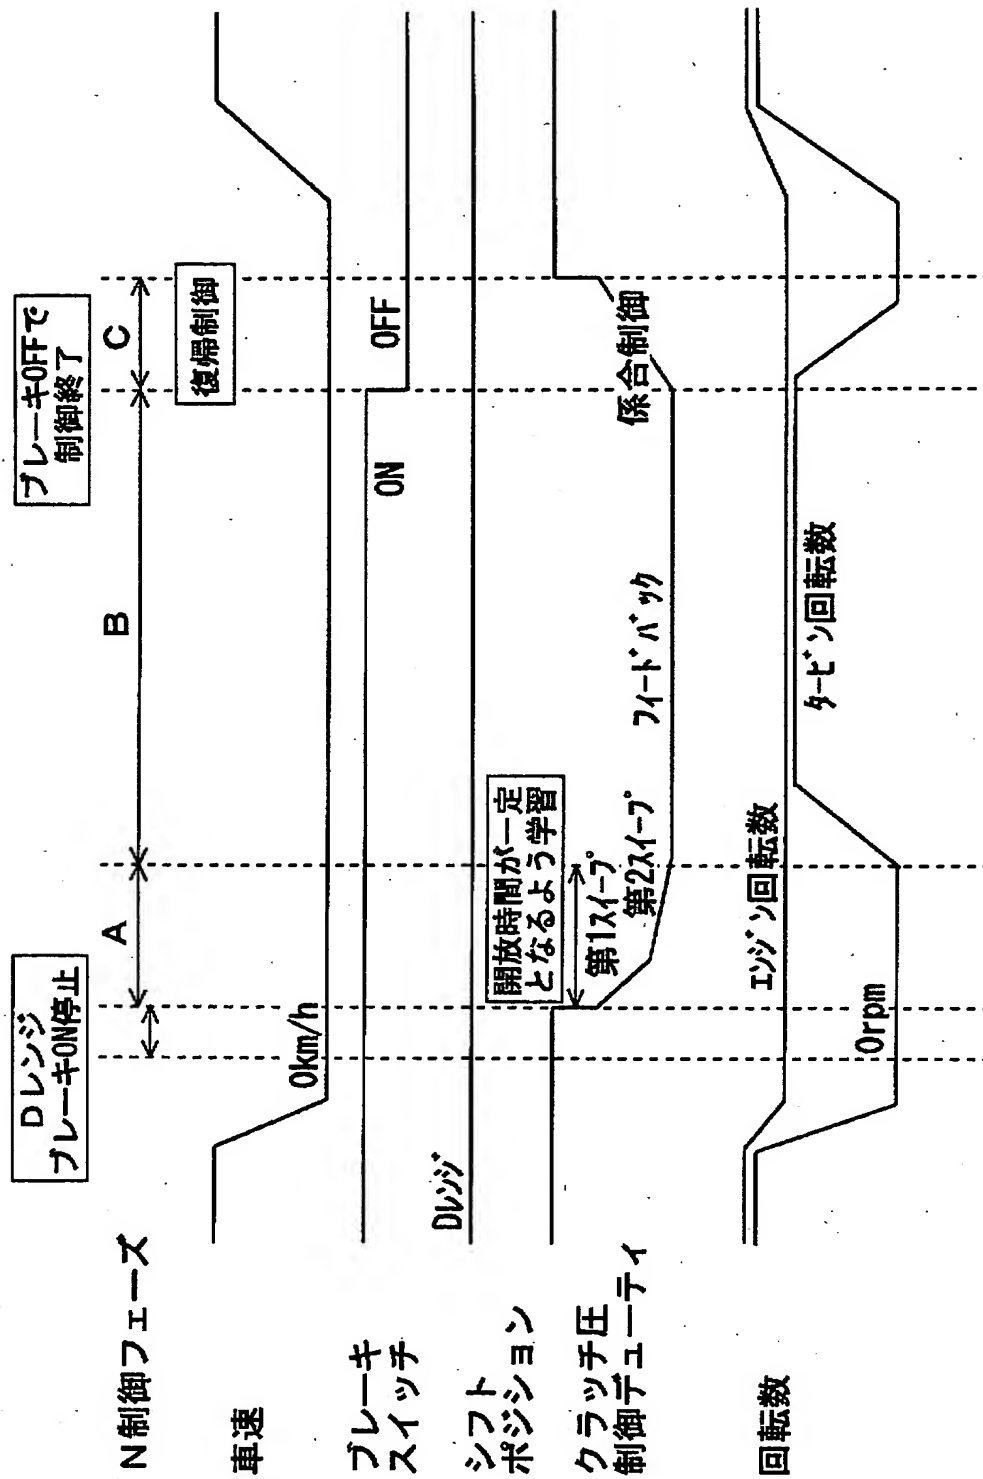 Dレンジ
ブレーキON停止
ブレーキOFFで
制御終了
N制御フェーズ
A
B
C
復帰制御
車速
0km/h
ブレーキ
スイッチ
ON
OFF
シフト
ポジション
Dﾚﾝｼﾞ
クラッチ圧
制御デューティ
開放時間が一定
となるよう学習
第1ｽｲｰﾌﾟ
第2ｽｲｰﾌﾟ
ﾌｨｰﾄﾞﾊﾞｯｸ
係合制御
回転数
ｴﾝｼﾞﾝ回転数
ﾀｰﾋﾞﾝ回転数
0rpm